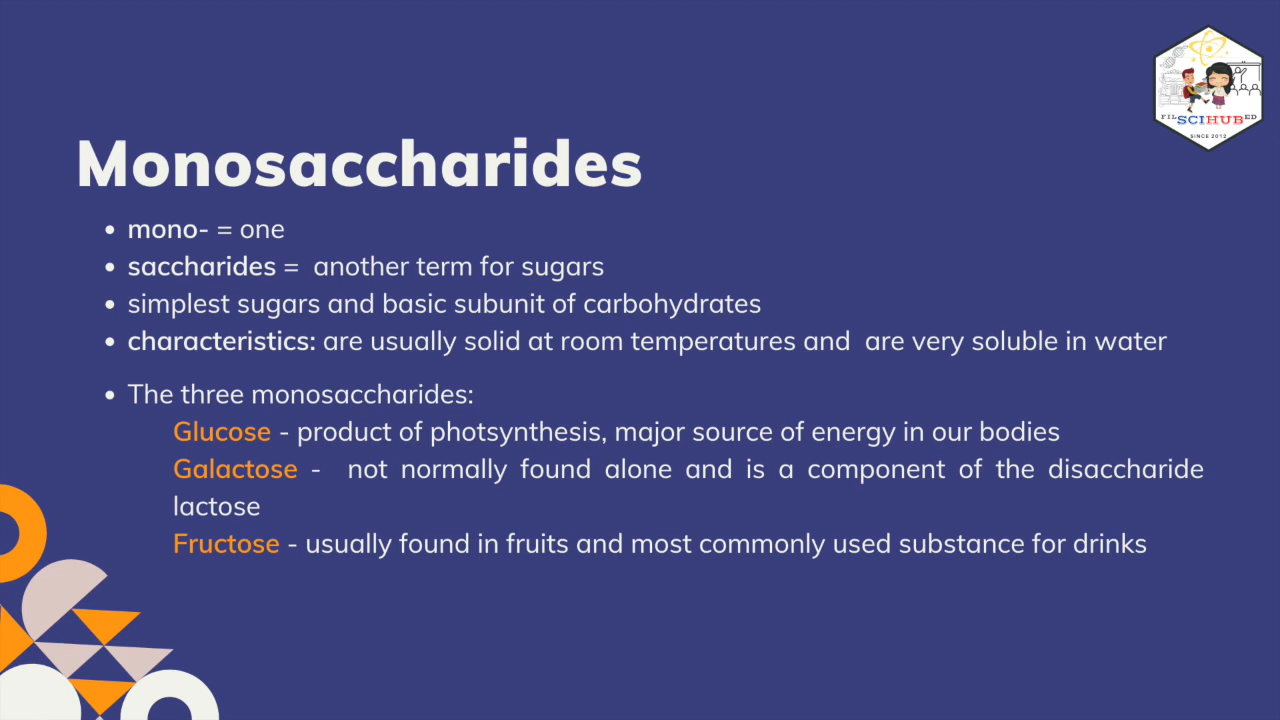 FIL SCIHUB ED
SINCE 2012
Monosaccharides
• mono- = one
• saccharides = another term for sugars
• simplest sugars and basic subunit of carbohydrates
• characteristics: are usually solid at room temperatures and are very soluble in water
• The three monosaccharides:
Glucose - product of photsynthesis, major source of energy in our bodies
Galactose - not normally found alone and is a component of the disaccharide
lactose
Fructose - usually found in fruits and most commonly used substance for drinks